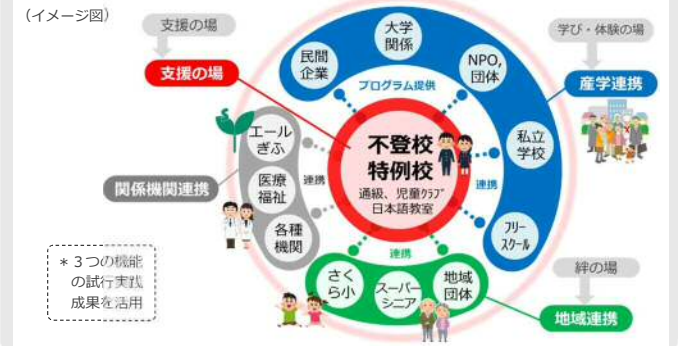 （イメージ図）
支援の場
支援の場
大学
関係
民間
企業
NPO,
団体
プログラム提供
学び・体験の場
産学連携
私立
学校
連携
フリー
スクール
不登校
特例校
通級、児童クラブ
日本語教室
エール
ぎふ
医療
福祉
各種
機関
連携
関係機関連携
＊３つの機能
の試行実践
成果を活用
連携
さく
ら小
スーパー
シニア
地域
団体
絆の場
地域連携